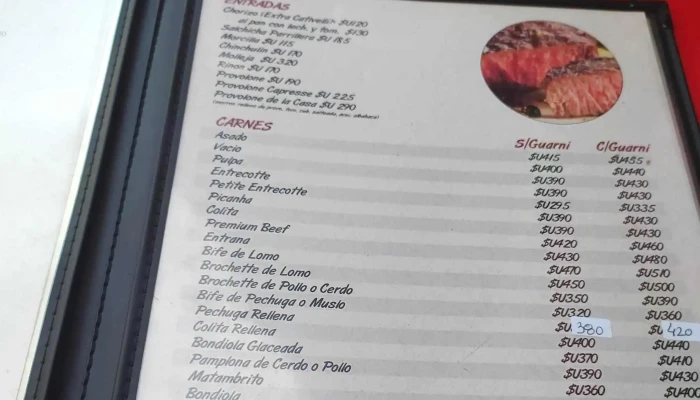 ENTRADAS
Chorizo (Extra Cativelli) $U120
al pan con lech. y tom. $130
Salchicha Parrillera $U 185
Morcilla $U 115
Chinchulin $U 170
Molleja $U 320
Rinon $U 170
Provolone $U 190
Provolone Capresse $U 225
Provolone de la Casa $U 290
CARNES S/Guarni C/Guarni
Asado $U415 $U455
Vacio $U400 $U440
Pulpa $U390 $U430
Entrecotte $U390 $U430
Petite Entrecotte $U295 $U335
Picanha $U390 $U430
Colita $U390 $U430
Premium Beef $U420 $U460
Entrana $U430 $U480
Bife de Lomo $U470 $U510
Brochette de Lomo $U450 $U500
Brochette de Pollo o Cerdo $U350 $U390
Bife de Pechuga o Muslo $U320 $U360
Pechuga Rellena $U 380 $U 420
Colita Rellena $U400 $U440
Bondiola Glaceada $U370 $U410
Pamplona de Cerdo o Pollo $U390 $U430
Matambrito $U360 $U400
Bondiola